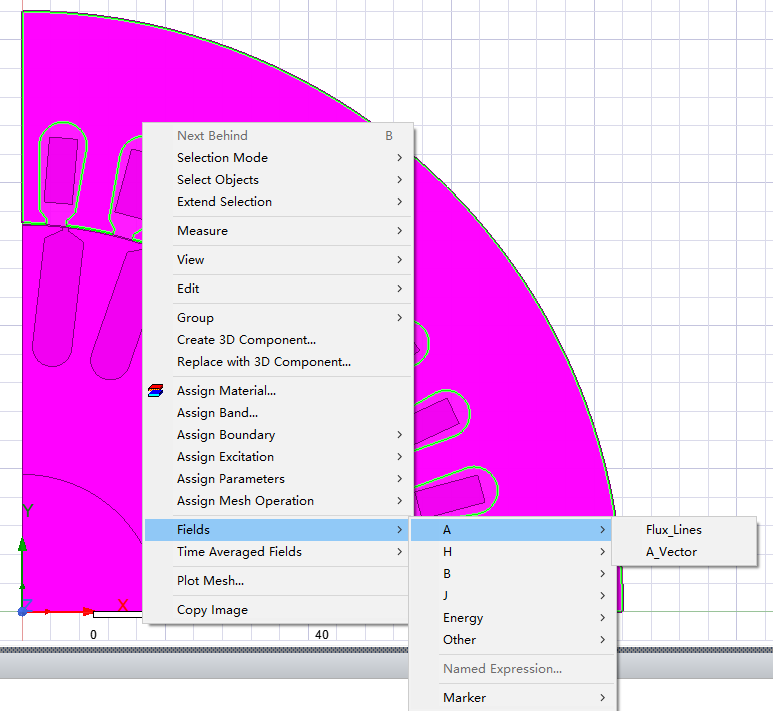 Next Behind B
Selection Mode
Select Objects
Extend Selection
Measure
View
Edit
Group
Create 3D Component...
Replace with 3D Component...
Assign Material...
Assign Band...
Assign Boundary
Assign Excitation
Assign Parameters
Assign Mesh Operation
Fields
Time Averaged Fields
Plot Mesh...
Copy Image
A
H
B
J
Energy
Other
Named Expression...
Marker
Flux_Lines
A_Vector
Y
Z
X
0
40